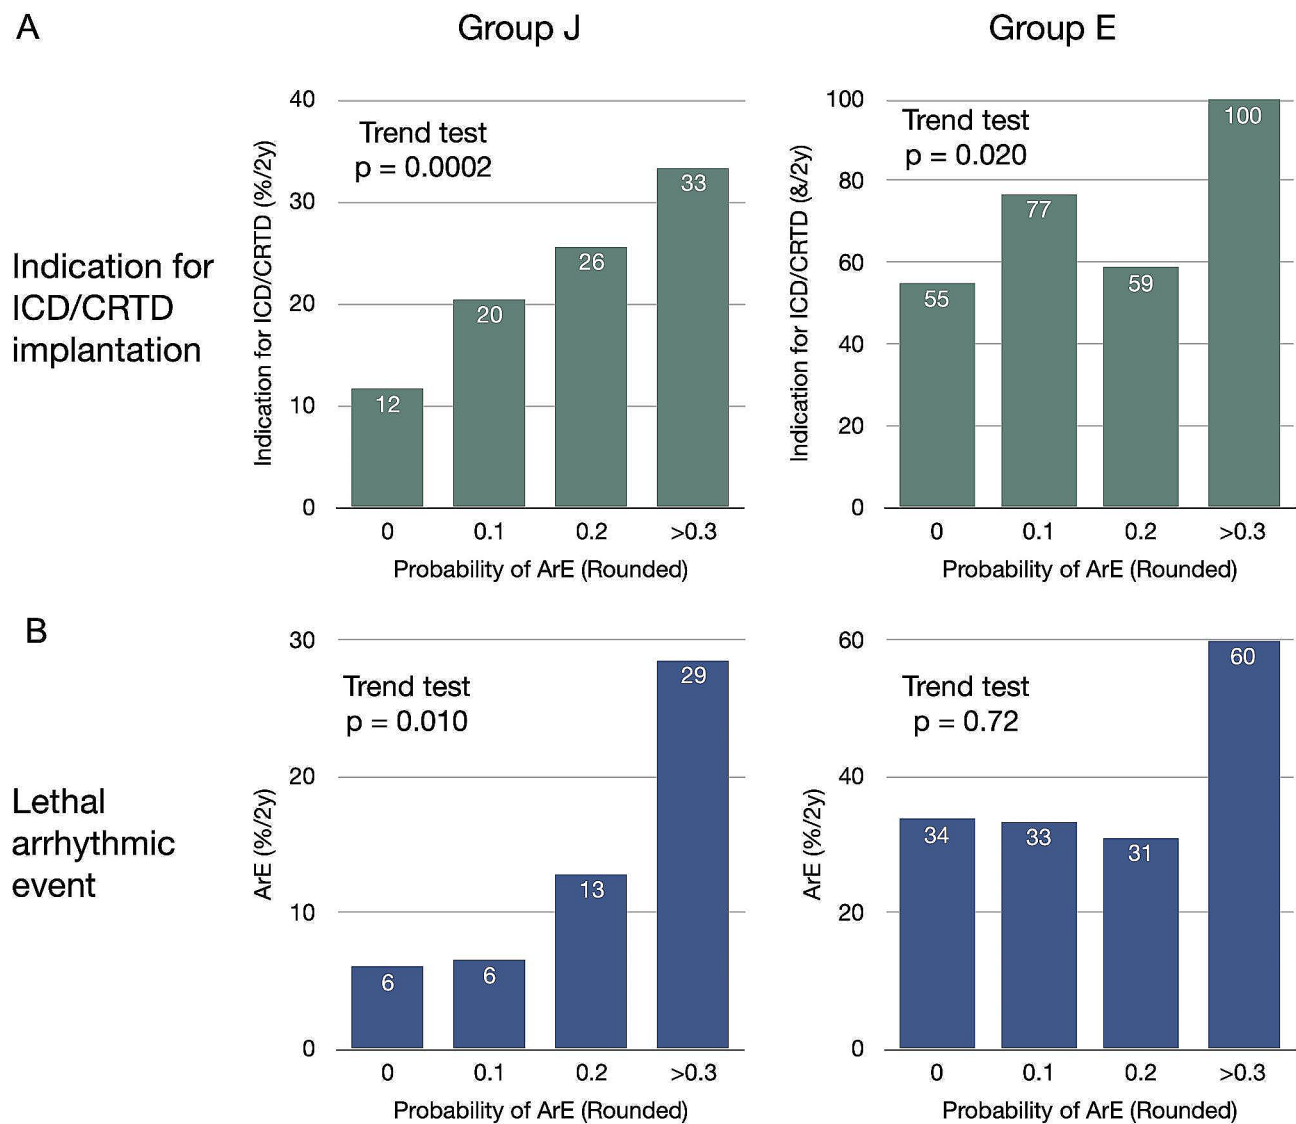 A
Group J
Group E
Indication for
ICD/CRTD
implantation
Indication for ICD/CRTD (%/2y)
40
30
20
10
0
Trend test
p = 0.0002
12
20
26
33
0 0.1 0.2 >0.3
Probability of ArE (Rounded)
Indication for ICD/CRTD (&/2y)
100
80
60
40
20
0
Trend test
p = 0.020
55
77
59
100
0 0.1 0.2 >0.3
Probability of ArE (Rounded)
B
Lethal
arrhythmic
event
ArE (%/2y)
30
20
10
0
Trend test
p = 0.010
6
6
13
29
0 0.1 0.2 >0.3
Probability of ArE (Rounded)
ArE (%/2y)
60
40
20
0
Trend test
p = 0.72
34
33
31
60
0 0.1 0.2 >0.3
Probability of ArE (Rounded)